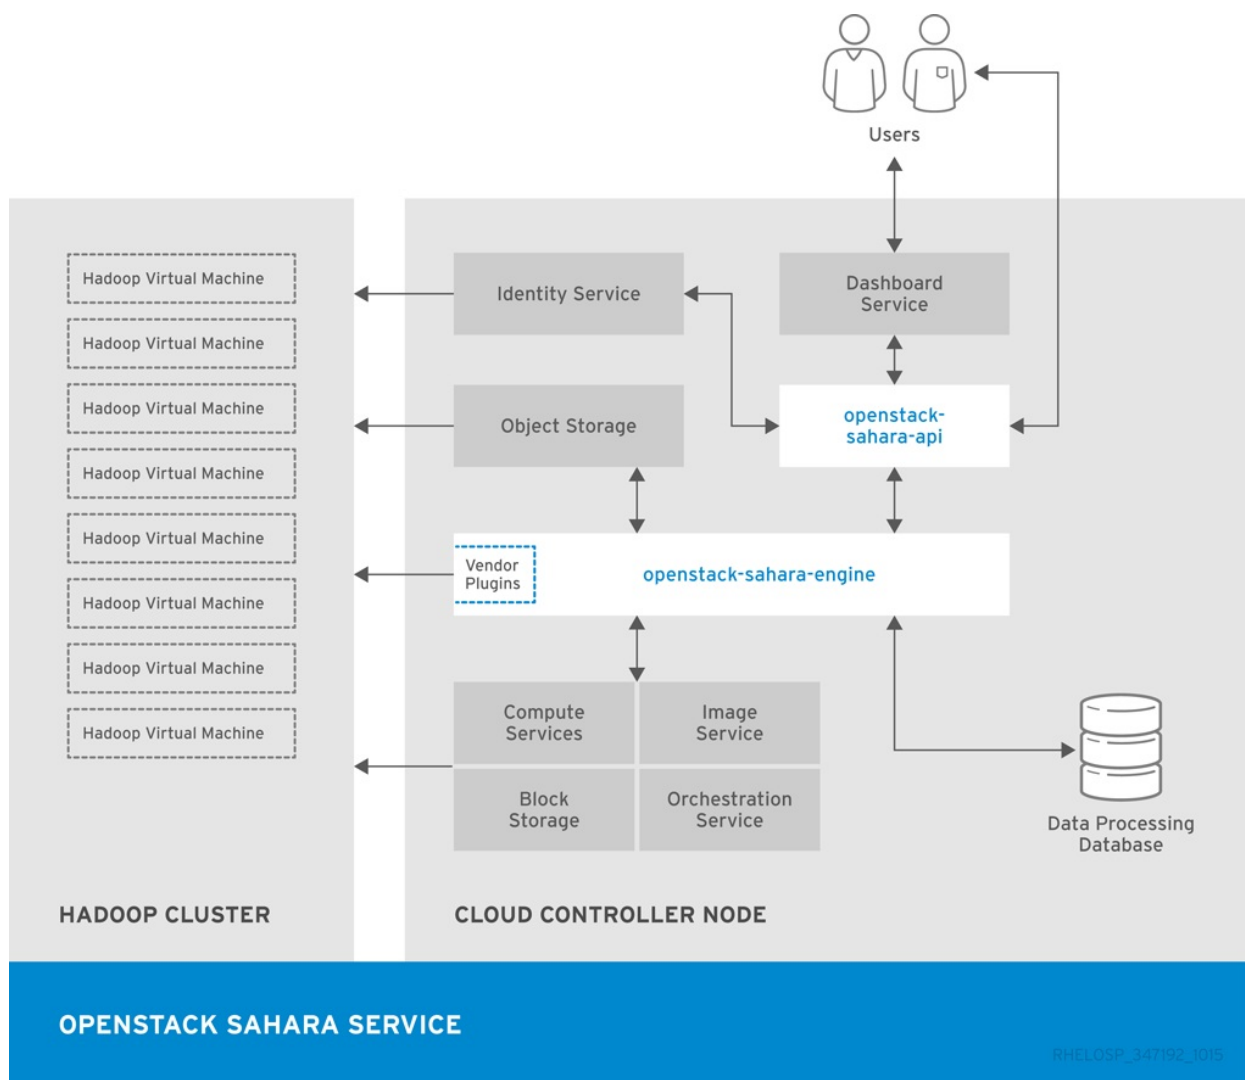 Users
Hadoop Virtual Machine
Hadoop Virtual Machine
Hadoop Virtual Machine
Hadoop Virtual Machine
Hadoop Virtual Machine
Hadoop Virtual Machine
Hadoop Virtual Machine
Hadoop Virtual Machine
HADOOP CLUSTER
Identity Service
Dashboard
Service
Object Storage
openstack-
sahara-api
Vendor
Plugins
openstack-sahara-engine
Compute
Services
Image
Service
Block
Storage
Orchestration
Service
Data Processing
Database
CLOUD CONTROLLER NODE
OPENSTACK SAHARA SERVICE
RHELOSP_347192_1015